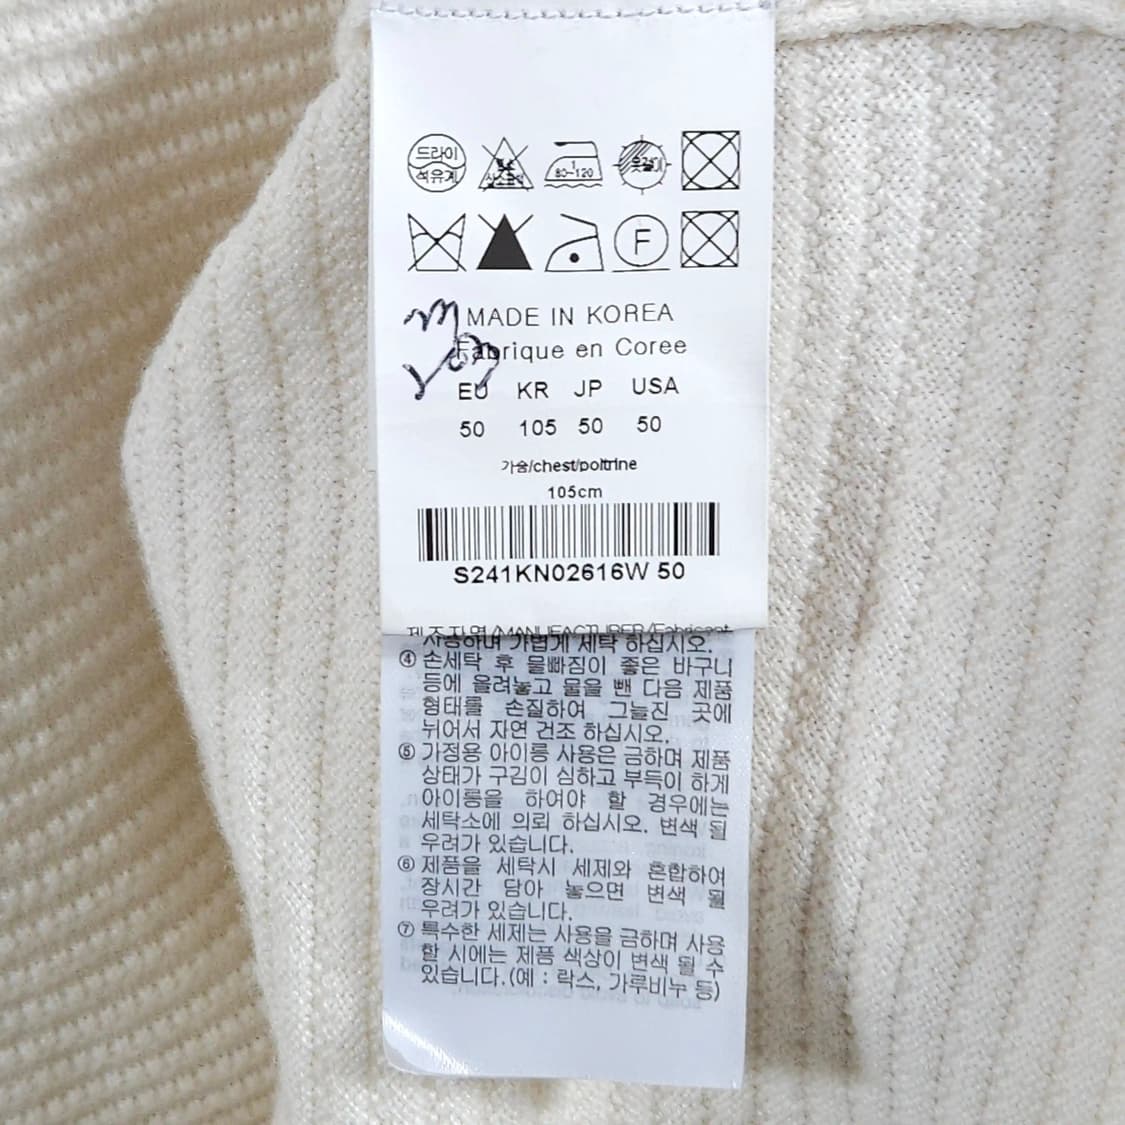 드라이
석유계
80~120
F
MADE IN KOREA
Fabrique en Coree
EU KR JP USA
50 105 50 50
가슴/chest/poltrine
105cm
S241KN02616W 50
제조자명/MANUFACTURER/Fabricant
사용하며 가볍게 세탁 하십시오.
④ 손세탁 후 물빠짐이 좋은 바구니
등에 올려놓고 물을 뺀 다음 제품
형태를 손질하여 그늘진 곳에
뉘어서 자연 건조 하십시오.
⑤ 가정용 아이롱 사용은 금하며 제품
상태가 구김이 심하고 부득이 하게
아이롱을 하여야 할 경우에는
세탁소에 의뢰 하십시오. 변색 될
우려가 있습니다.
⑥ 제품을 세탁시 세제와 혼합하여
장시간 담아 놓으면 변색 될
우려가 있습니다.
⑦ 특수한 세제는 사용을 금하며 사용
할 시에는 제품 색상이 변색 될 수
있습니다.(예 : 락스, 가루비누 등)